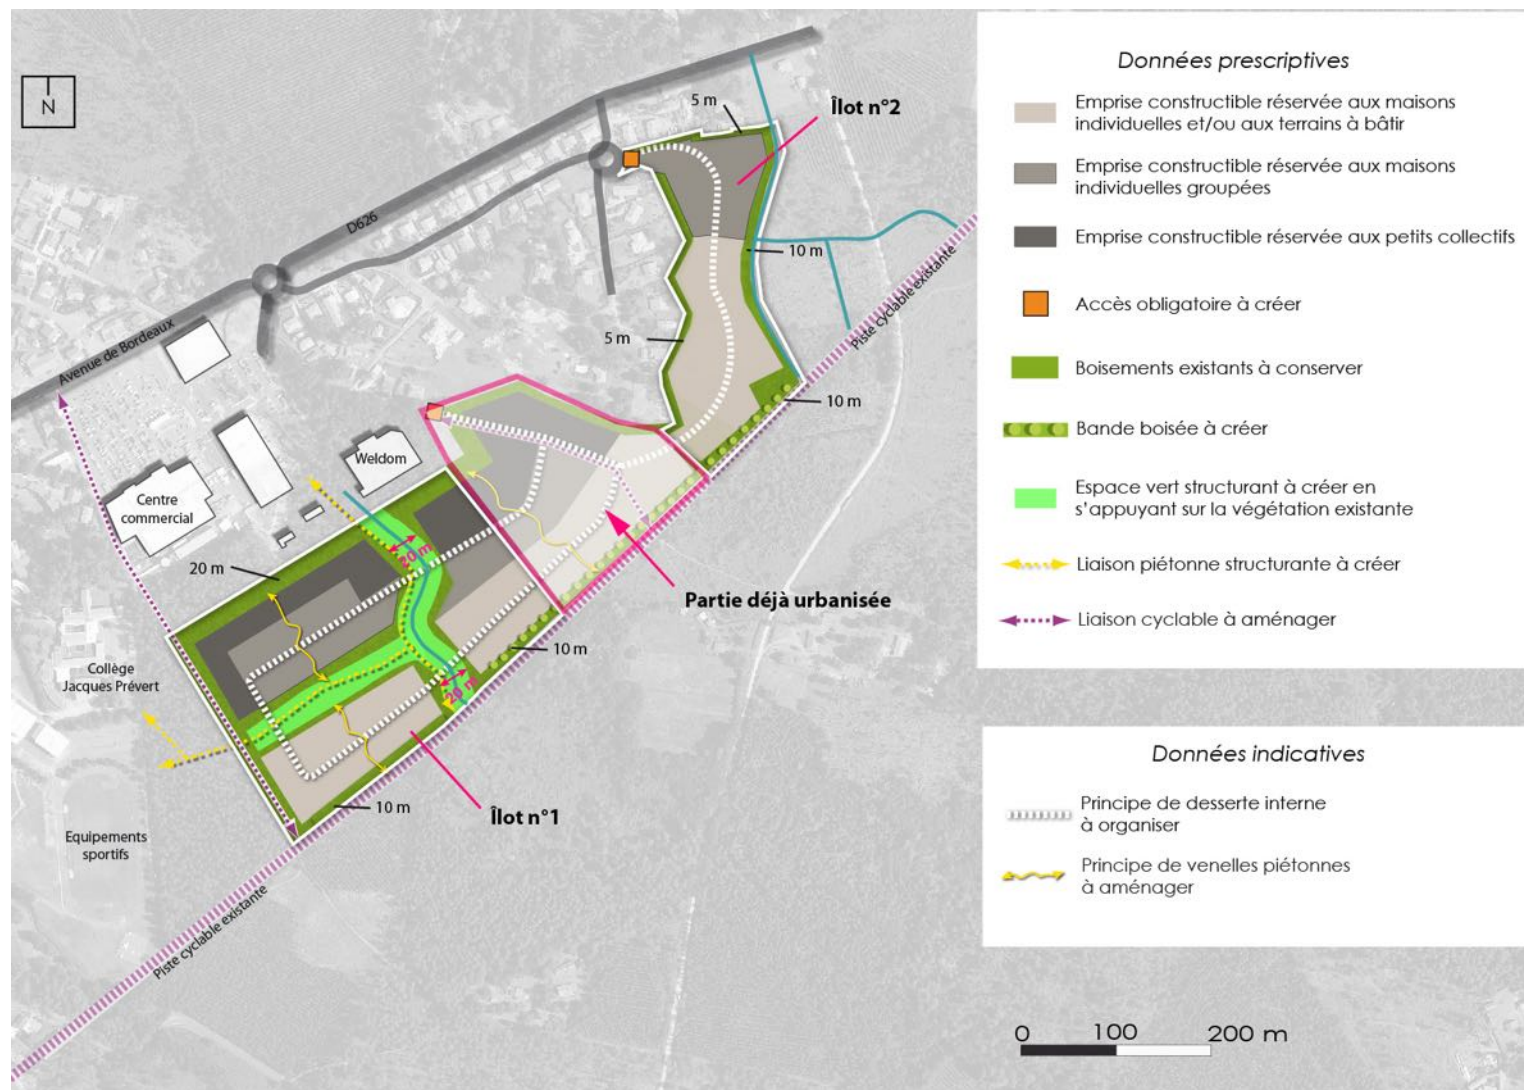 N
5 m
Îlot n°2
D626
10 m
Piste cyclable existante
Avenue de Bordeaux
5 m
10 m
Weldom
Centre
commercial
20 m
20 m
Partie déjà urbanisée
10 m
Collège
Jacques Prévert
20 m
10 m
Îlot n°1
Equipements
sportifs
Piste cyclable existante
Données prescriptives
Emprise constructible réservée aux maisons
individuelles et/ou aux terrains à bâtir
Emprise constructible réservée aux maisons
individuelles groupées
Emprise constructible réservée aux petits collectifs
Accès obligatoire à créer
Boisements existants à conserver
Bande boisée à créer
Espace vert structurant à créer en
s'appuyant sur la végétation existante
Liaison piétonne structurante à créer
Liaison cyclable à aménager
Données indicatives
Principe de desserte interne
à organiser
Principe de venelles piétonnes
à aménager
0 100 200 m